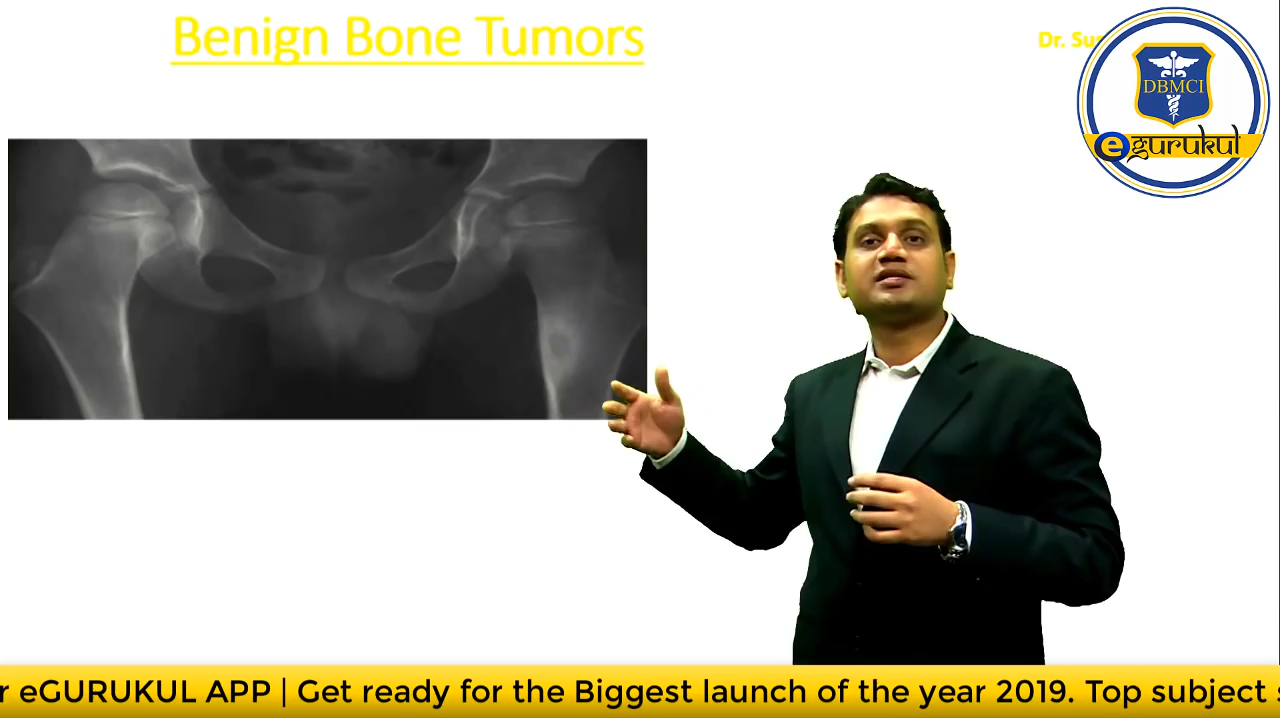 Benign Bone Tumors
Dr.
DBMCI
egurukul
eGURUKUL APP | Get ready for the Biggest launch of the year 2019. Top subject